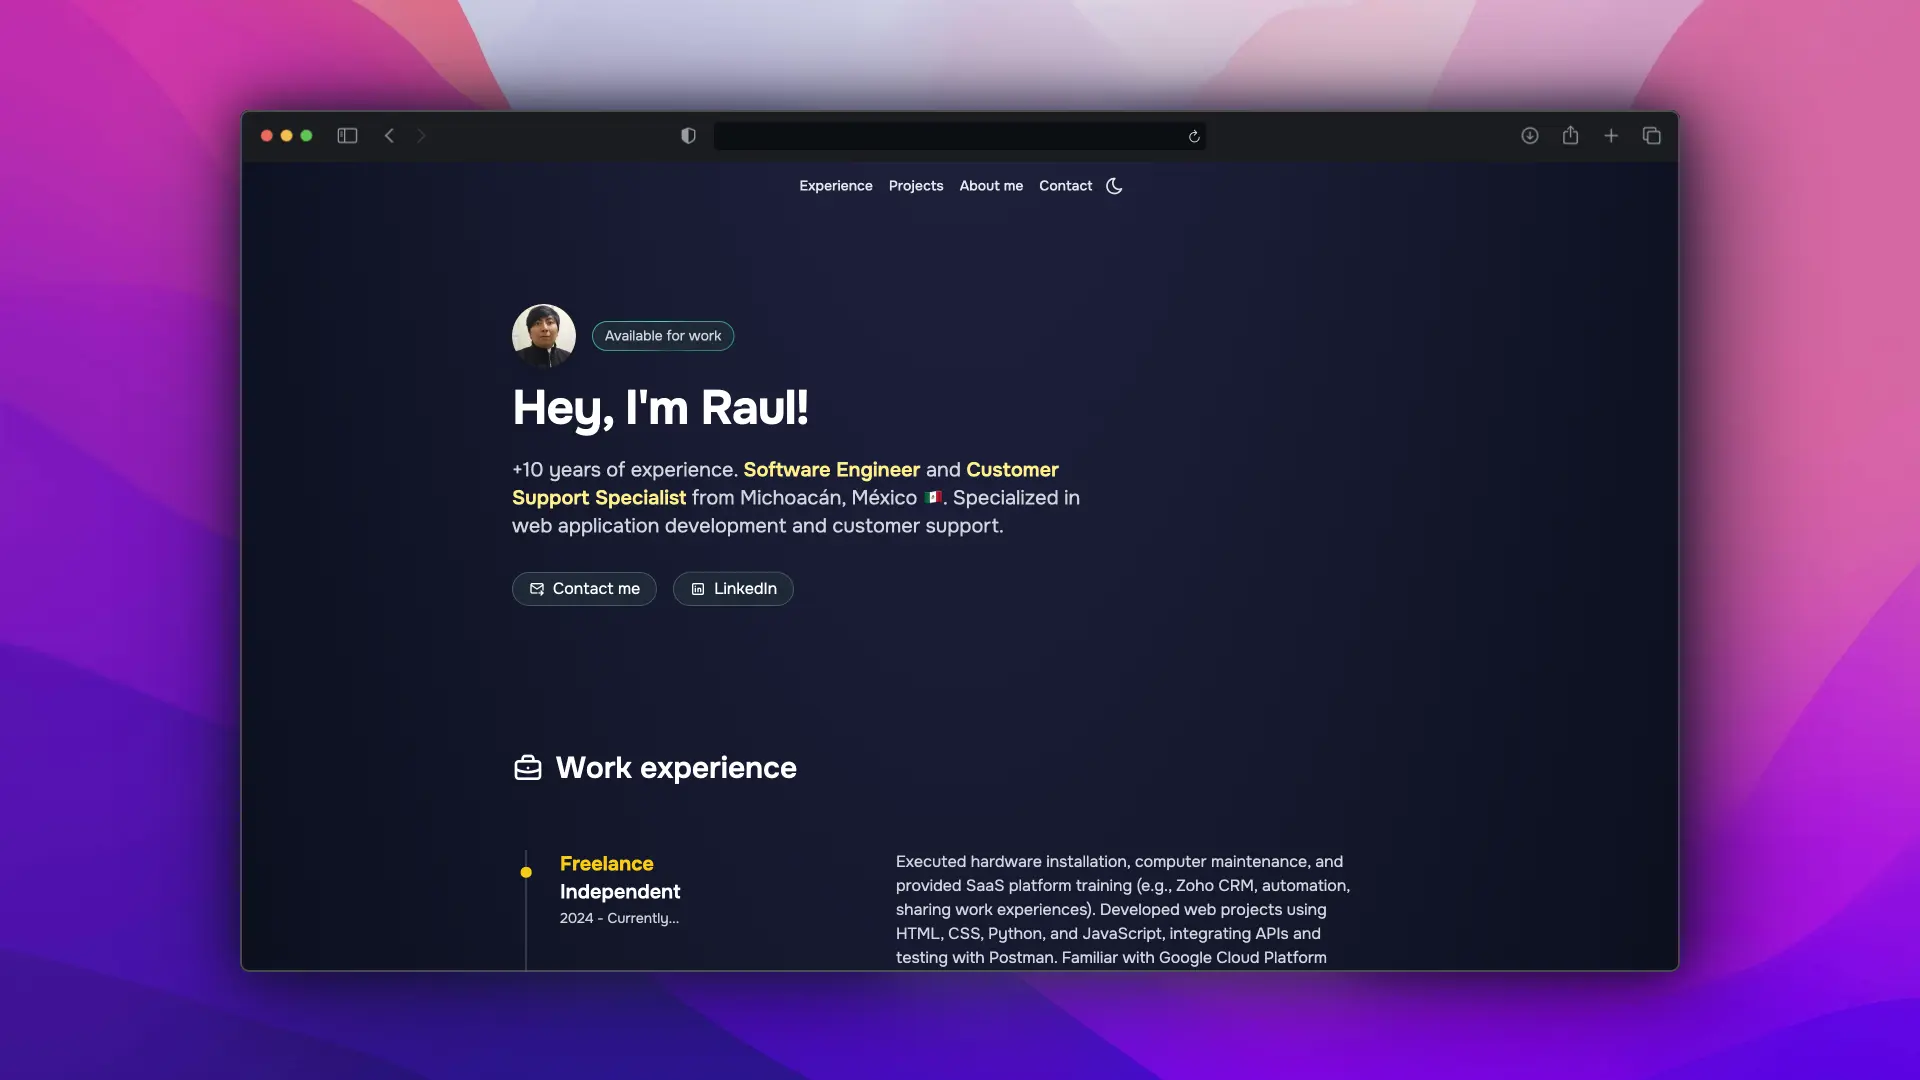 Experience Projects About me Contact
Available for work
Hey, I'm Raul!
+10 years of experience. Software Engineer and Customer
Support Specialist from Michoacán, México 🇲🇽. Specialized in
web application development and customer support.
Contact me LinkedIn
Work experience
Freelance
Independent
2024 - Currently...
Executed hardware installation, computer maintenance, and
provided SaaS platform training (e.g., Zoho CRM, automation,
sharing work experiences). Developed web projects using
HTML, CSS, Python, and JavaScript, integrating APIs and
testing with Postman. Familiar with Google Cloud Platform